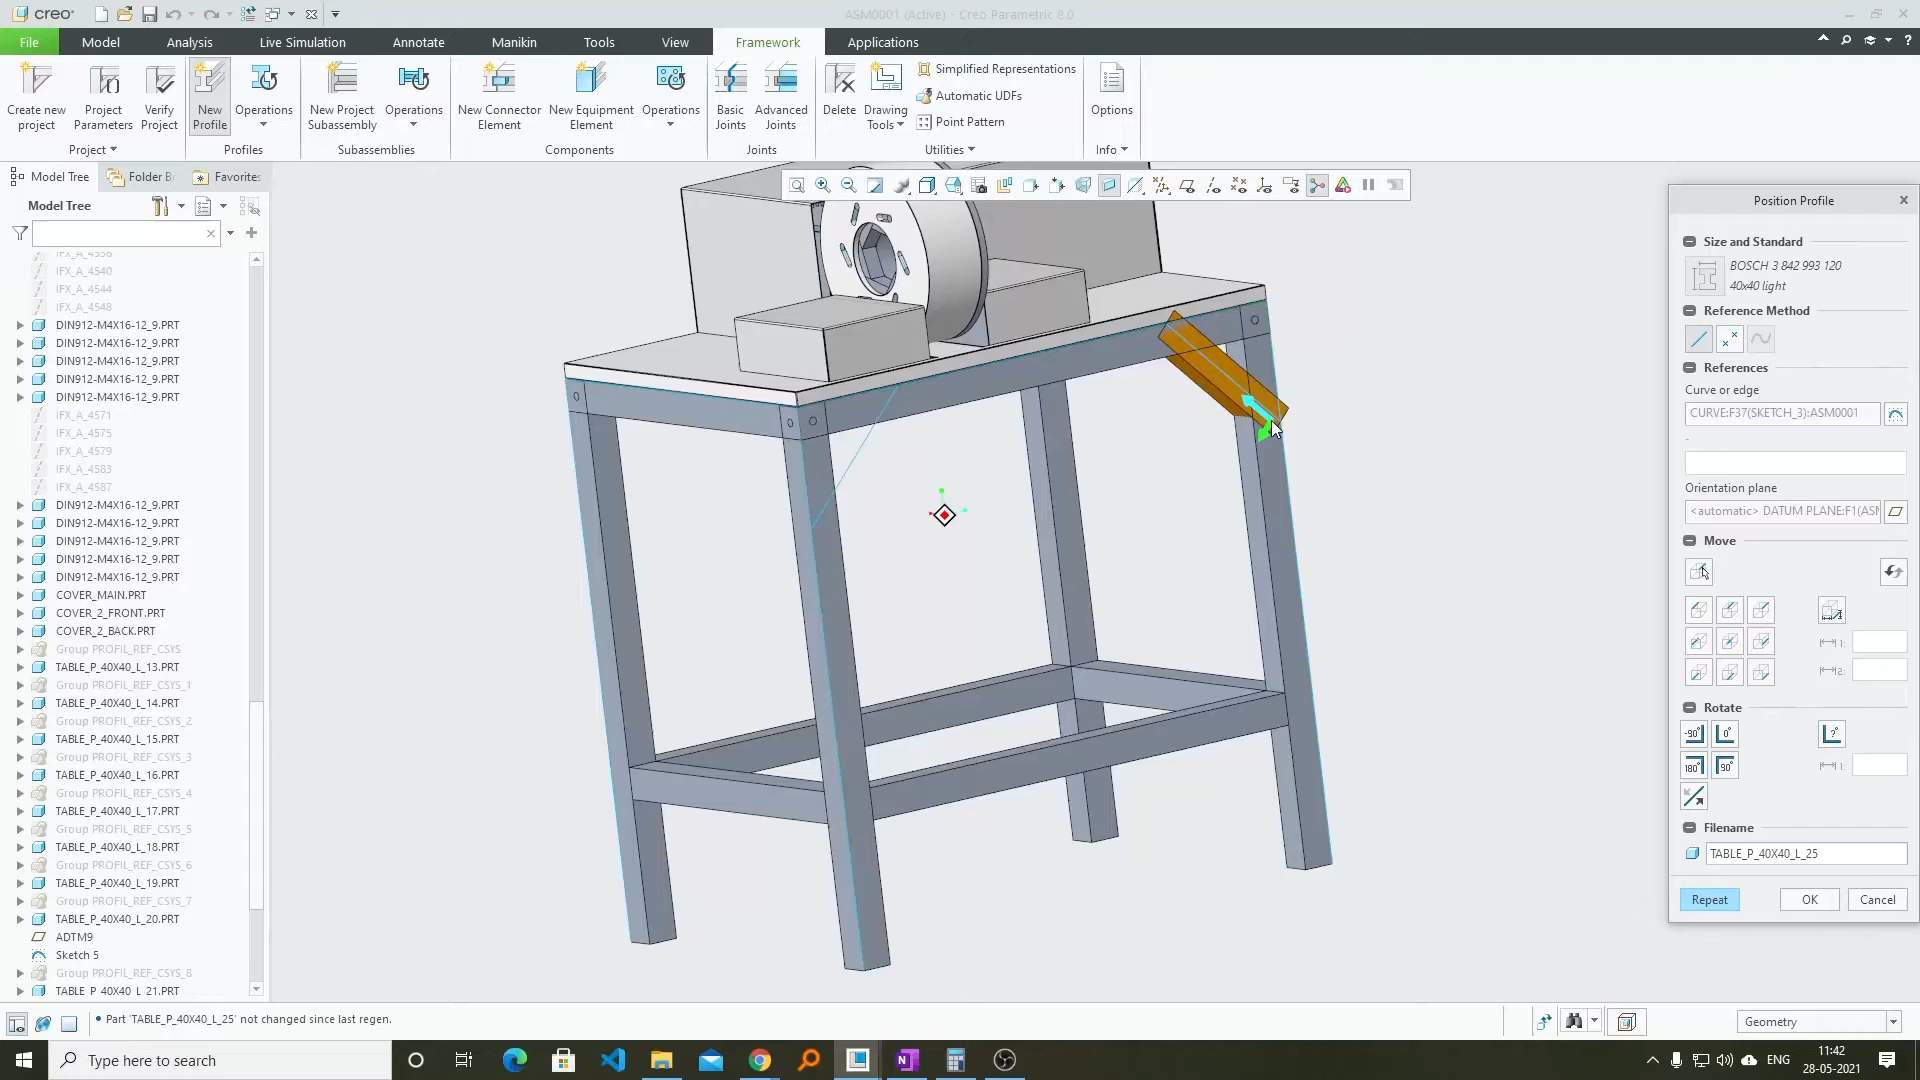 creo
ASM0001 (Active) - Creo Parametric 8.0
File
Model
Analysis
Live Simulation
Annotate
Manikin
Tools
View
Framework
Applications
Create new project
Project Parameters
Verify Project
New Profile
Operations
New Project Subassembly
Operations
New Connector Element
New Equipment Element
Operations
Basic Joints
Advanced Joints
Delete
Drawing Tools
Simplified Representations
Automatic UDFs
Point Pattern
Options
Project
Profiles
Subassemblies
Components
Joints
Utilities
Info
Model Tree
Folder B
Favorites
Model Tree
IFX_A_4536
IFX_A_4540
IFX_A_4544
IFX_A_4548
DIN912-M4X16-12_9.PRT
DIN912-M4X16-12_9.PRT
DIN912-M4X16-12_9.PRT
DIN912-M4X16-12_9.PRT
DIN912-M4X16-12_9.PRT
IFX_A_4571
IFX_A_4575
IFX_A_4579
IFX_A_4583
IFX_A_4587
DIN912-M4X16-12_9.PRT
DIN912-M4X16-12_9.PRT
DIN912-M4X16-12_9.PRT
DIN912-M4X16-12_9.PRT
DIN912-M4X16-12_9.PRT
COVER_MAIN.PRT
COVER_2_FRONT.PRT
COVER_2_BACK.PRT
Group PROFIL_REF_CSYS
TABLE_P_40X40_L_13.PRT
Group PROFIL_REF_CSYS_1
TABLE_P_40X40_L_14.PRT
Group PROFIL_REF_CSYS_2
TABLE_P_40X40_L_15.PRT
Group PROFIL_REF_CSYS_3
TABLE_P_40X40_L_16.PRT
Group PROFIL_REF_CSYS_4
TABLE_P_40X40_L_17.PRT
Group PROFIL_REF_CSYS_5
TABLE_P_40X40_L_18.PRT
Group PROFIL_REF_CSYS_6
TABLE_P_40X40_L_19.PRT
Group PROFIL_REF_CSYS_7
TABLE_P_40X40_L_20.PRT
ADTM9
Sketch 5
Group PROFIL_REF_CSYS_8
TABLE_P_40X40_L_21.PRT
Position Profile
Size and Standard
BOSCH 3 842 993 120
40x40 light
Reference Method
References
Curve or edge
CURVE:F37(SKETCH_3):ASM0001
-
Orientation plane
<automatic> DATUM PLANE:F1(ASM
Move
1:
2:
Rotate
-90°
0°
?
180°
90°
1:
Filename
TABLE_P_40X40_L_25
Repeat
OK
Cancel
• Part 'TABLE_P_40X40_L_25' not changed since last regen.
Geometry
Type here to search
ENG
11:42
28-05-2021